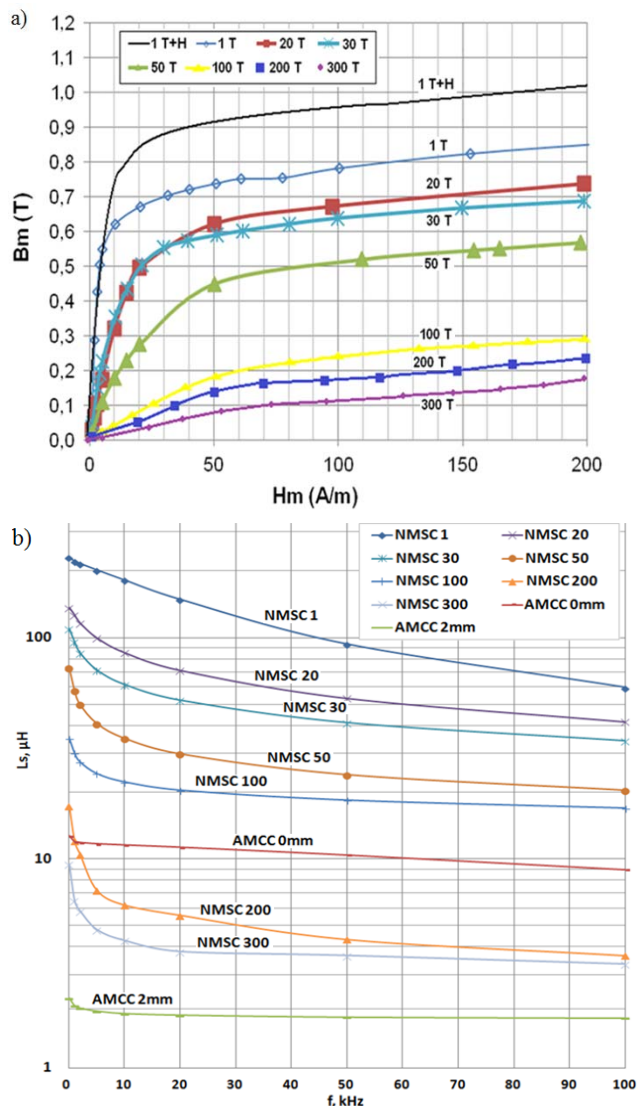 a)
1,2
1,1
1,0
0,9
0,8
0,7
0,6
0,5
0,4
0,3
0,2
0,1
0,0
Bm (T)
1 T+H 1 T 20 T 30 T
50 T 100 T 200 T 300 T
1 T+H
1 T
20 T
30 T
50 T
100 T
200 T
300 T
0 50 100 150 200
Hm (A/m)
b)
NMSC 1 NMSC 20
NMSC 30 NMSC 50
NMSC 100 NMSC 200
NMSC 300 AMCC 0mm
AMCC 2mm
100
10
1
Ls, µH
NMSC 1
NMSC 20
NMSC 30
NMSC 50
NMSC 100
AMCC 0mm
NMSC 200
NMSC 300
AMCC 2mm
0 10 20 30 40 50 60 70 80 90 100
f, kHz